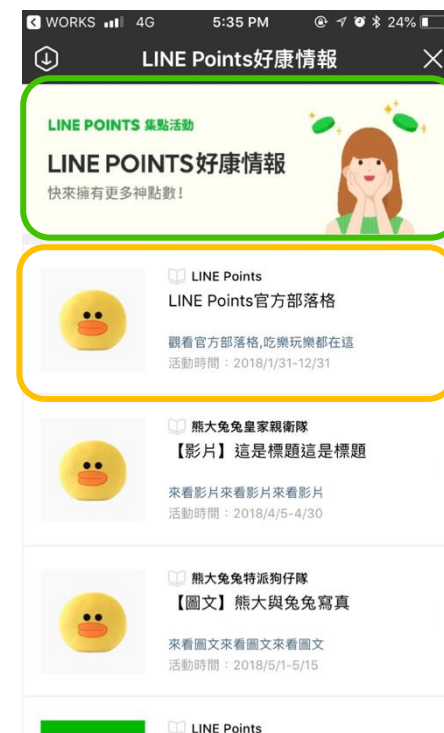 WORKS 4G 5:35 PM 24%
LINE Points好康情報
LINE POINTS 集點活動
LINE POINTS好康情報
快來擁有更多神點數!
LINE Points
LINE Points官方部落格
觀看官方部落格,吃樂玩樂都在這
活動時間：2018/1/31-12/31
熊大兔兔皇家親衛隊
【影片】這是標題這是標題
來看影片來看影片來看影片
活動時間：2018/4/5-4/30
熊大兔兔特派狗仔隊
【圖文】熊大與兔兔寫真
來看圖文來看圖文來看圖文
活動時間：2018/5/1-5/15
LINE Points